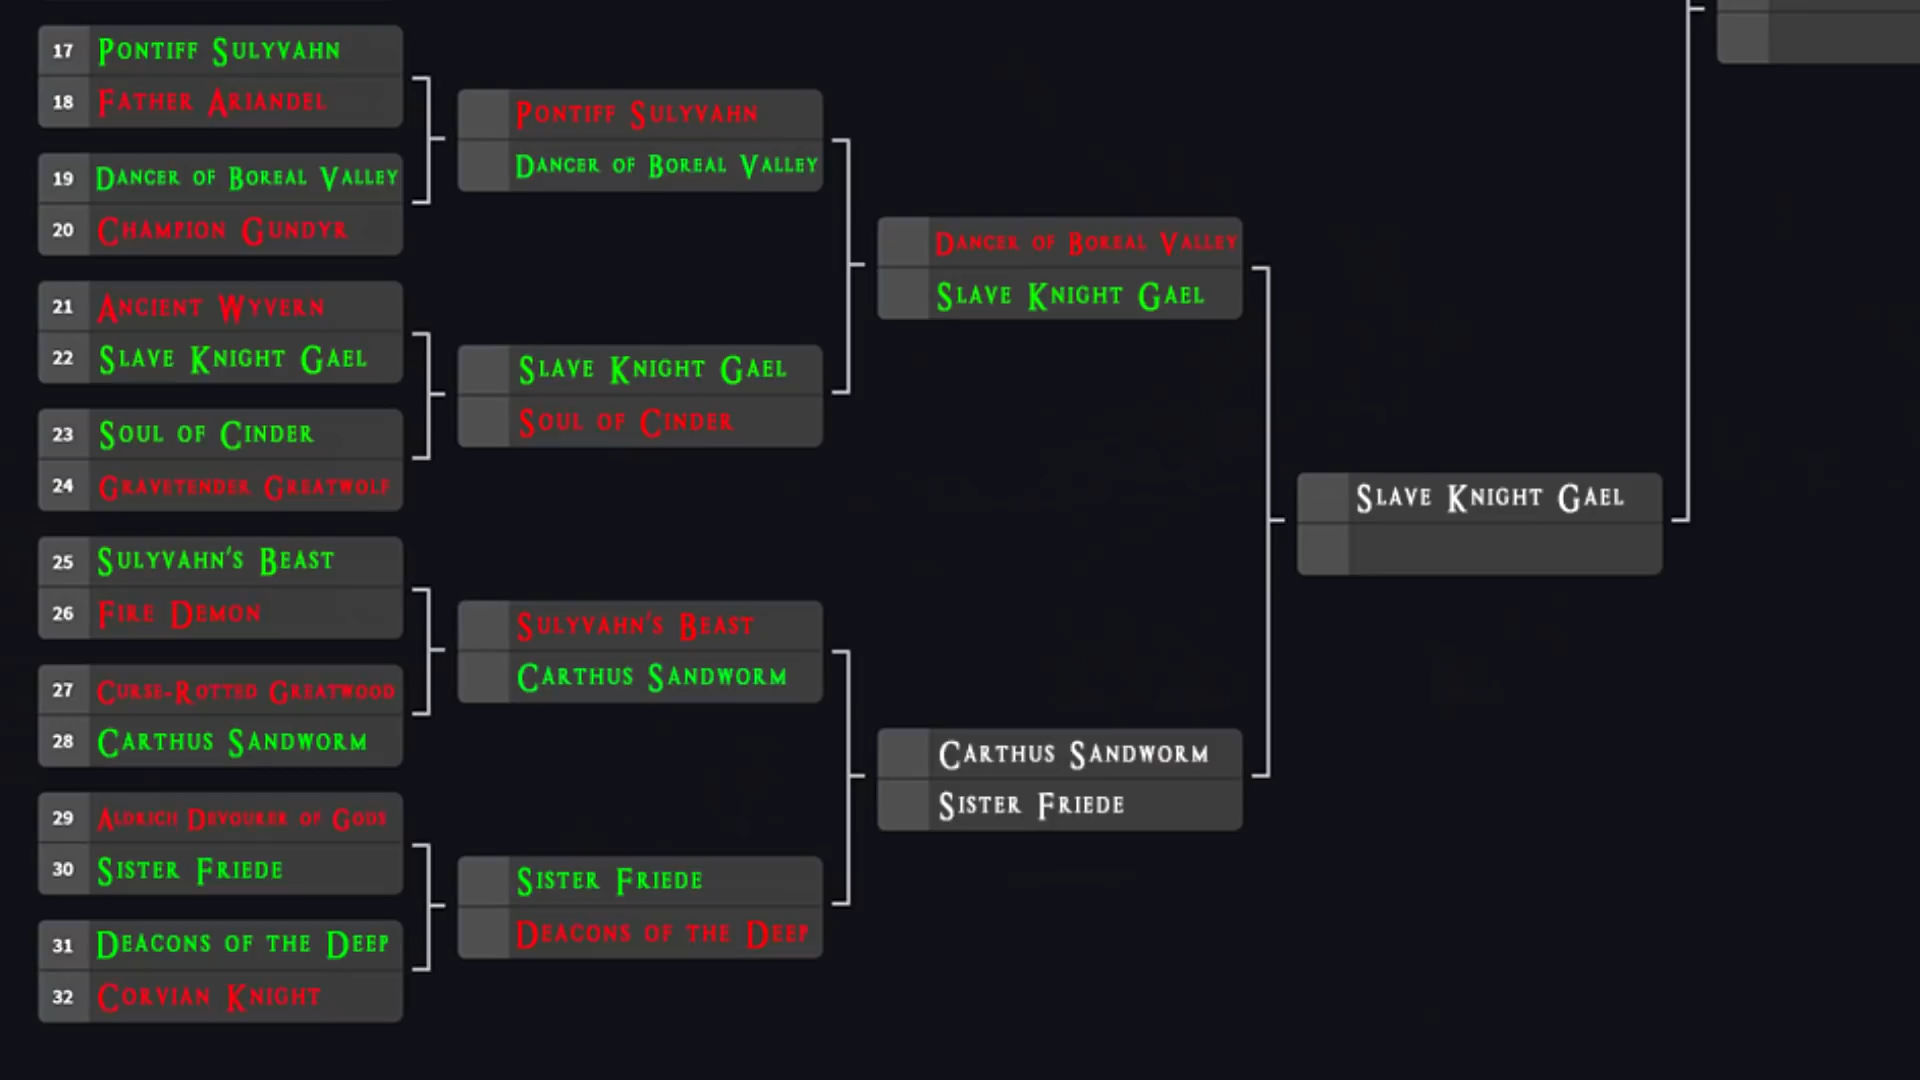 17 Pontiff Sulyvahn
18 Father Ariandel
19 Dancer of Boreal Valley
20 Champion Gundyr
21 Ancient Wyvern
22 Slave Knight Gael
23 Soul of Cinder
24 Gravetender Greatwolf
25 Sulyvahn's Beast
26 Fire Demon
27 Curse-Rotted Greatwood
28 Carthus Sandworm
29 Aldrich Devourer of Gods
30 Sister Friede
31 Deacons of the Deep
32 Corvian Knight
Pontiff Sulyvahn
Dancer of Boreal Valley
Slave Knight Gael
Soul of Cinder
Sulyvahn's Beast
Carthus Sandworm
Sister Friede
Deacons of the Deep
Dancer of Boreal Valley
Slave Knight Gael
Carthus Sandworm
Sister Friede
Slave Knight Gael